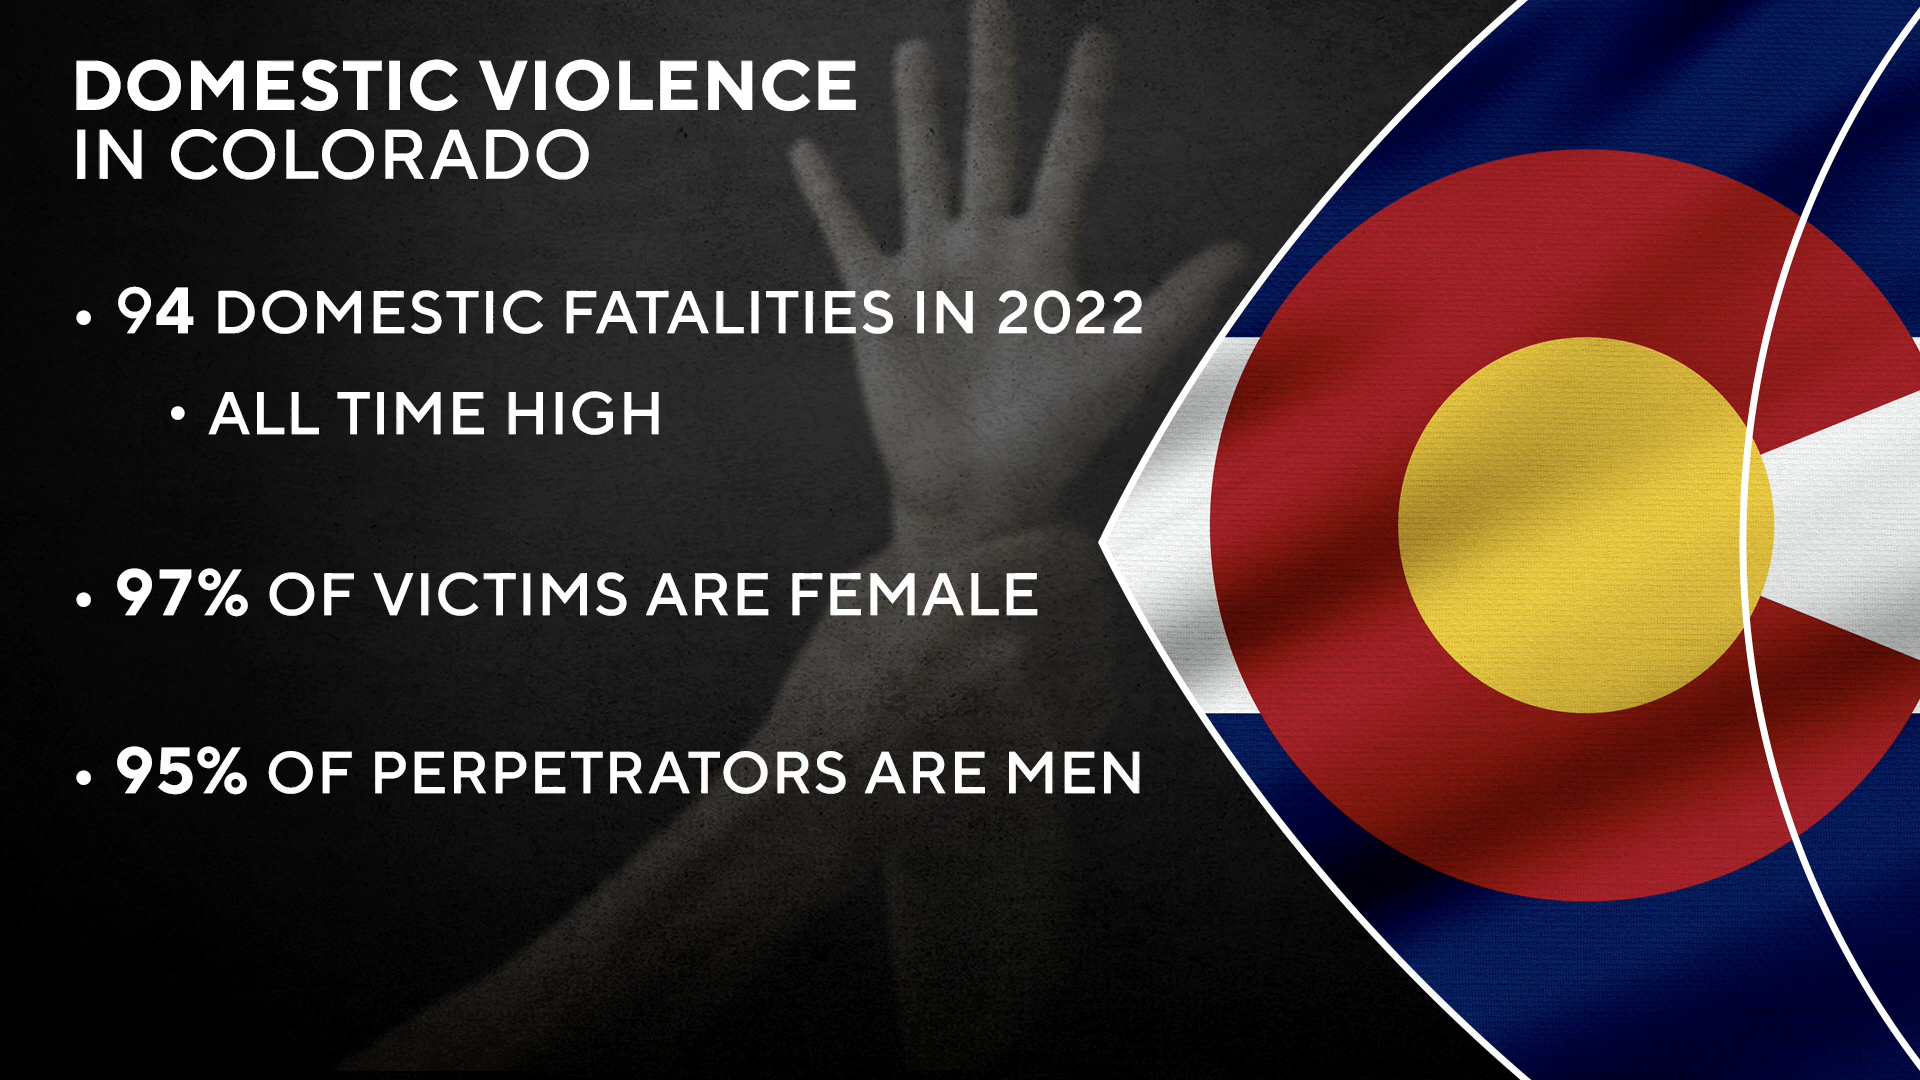 DOMESTIC VIOLENCE
IN COLORADO
• 94 DOMESTIC FATALITIES IN 2022
• ALL TIME HIGH
• 97% OF VICTIMS ARE FEMALE
• 95% OF PERPETRATORS ARE MEN